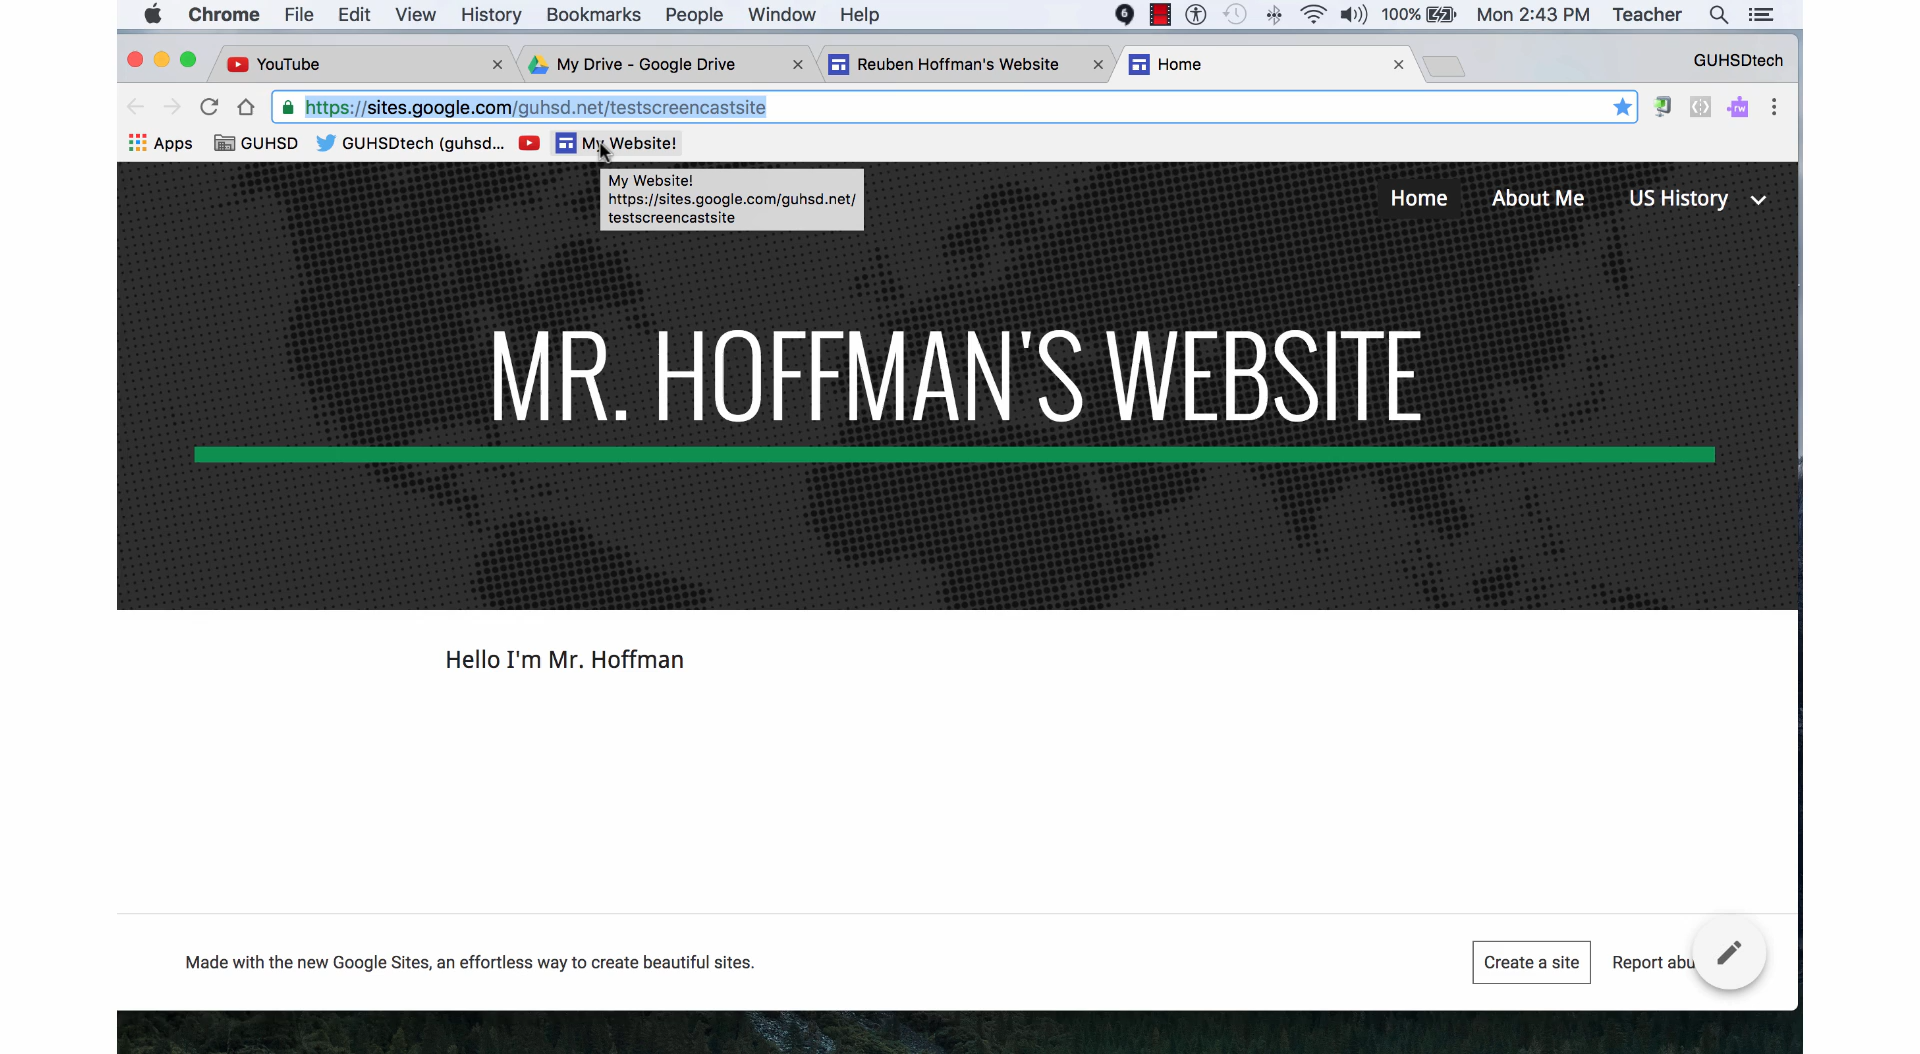 Chrome File Edit View History Bookmarks People Window Help 6 100% Mon 2:43 PM Teacher
YouTube My Drive - Google Drive Reuben Hoffman's Website Home GUHSDtech
https://sites.google.com/guhsd.net/testscreencastsite rw
Apps GUHSD GUHSDtech (guhsd... My Website!
My Website!
https://sites.google.com/guhsd.net/
testscreencastsite
Home About Me US History
MR. HOFFMAN'S WEBSITE
Hello I'm Mr. Hoffman
Made with the new Google Sites, an effortless way to create beautiful sites. Create a site Report abu